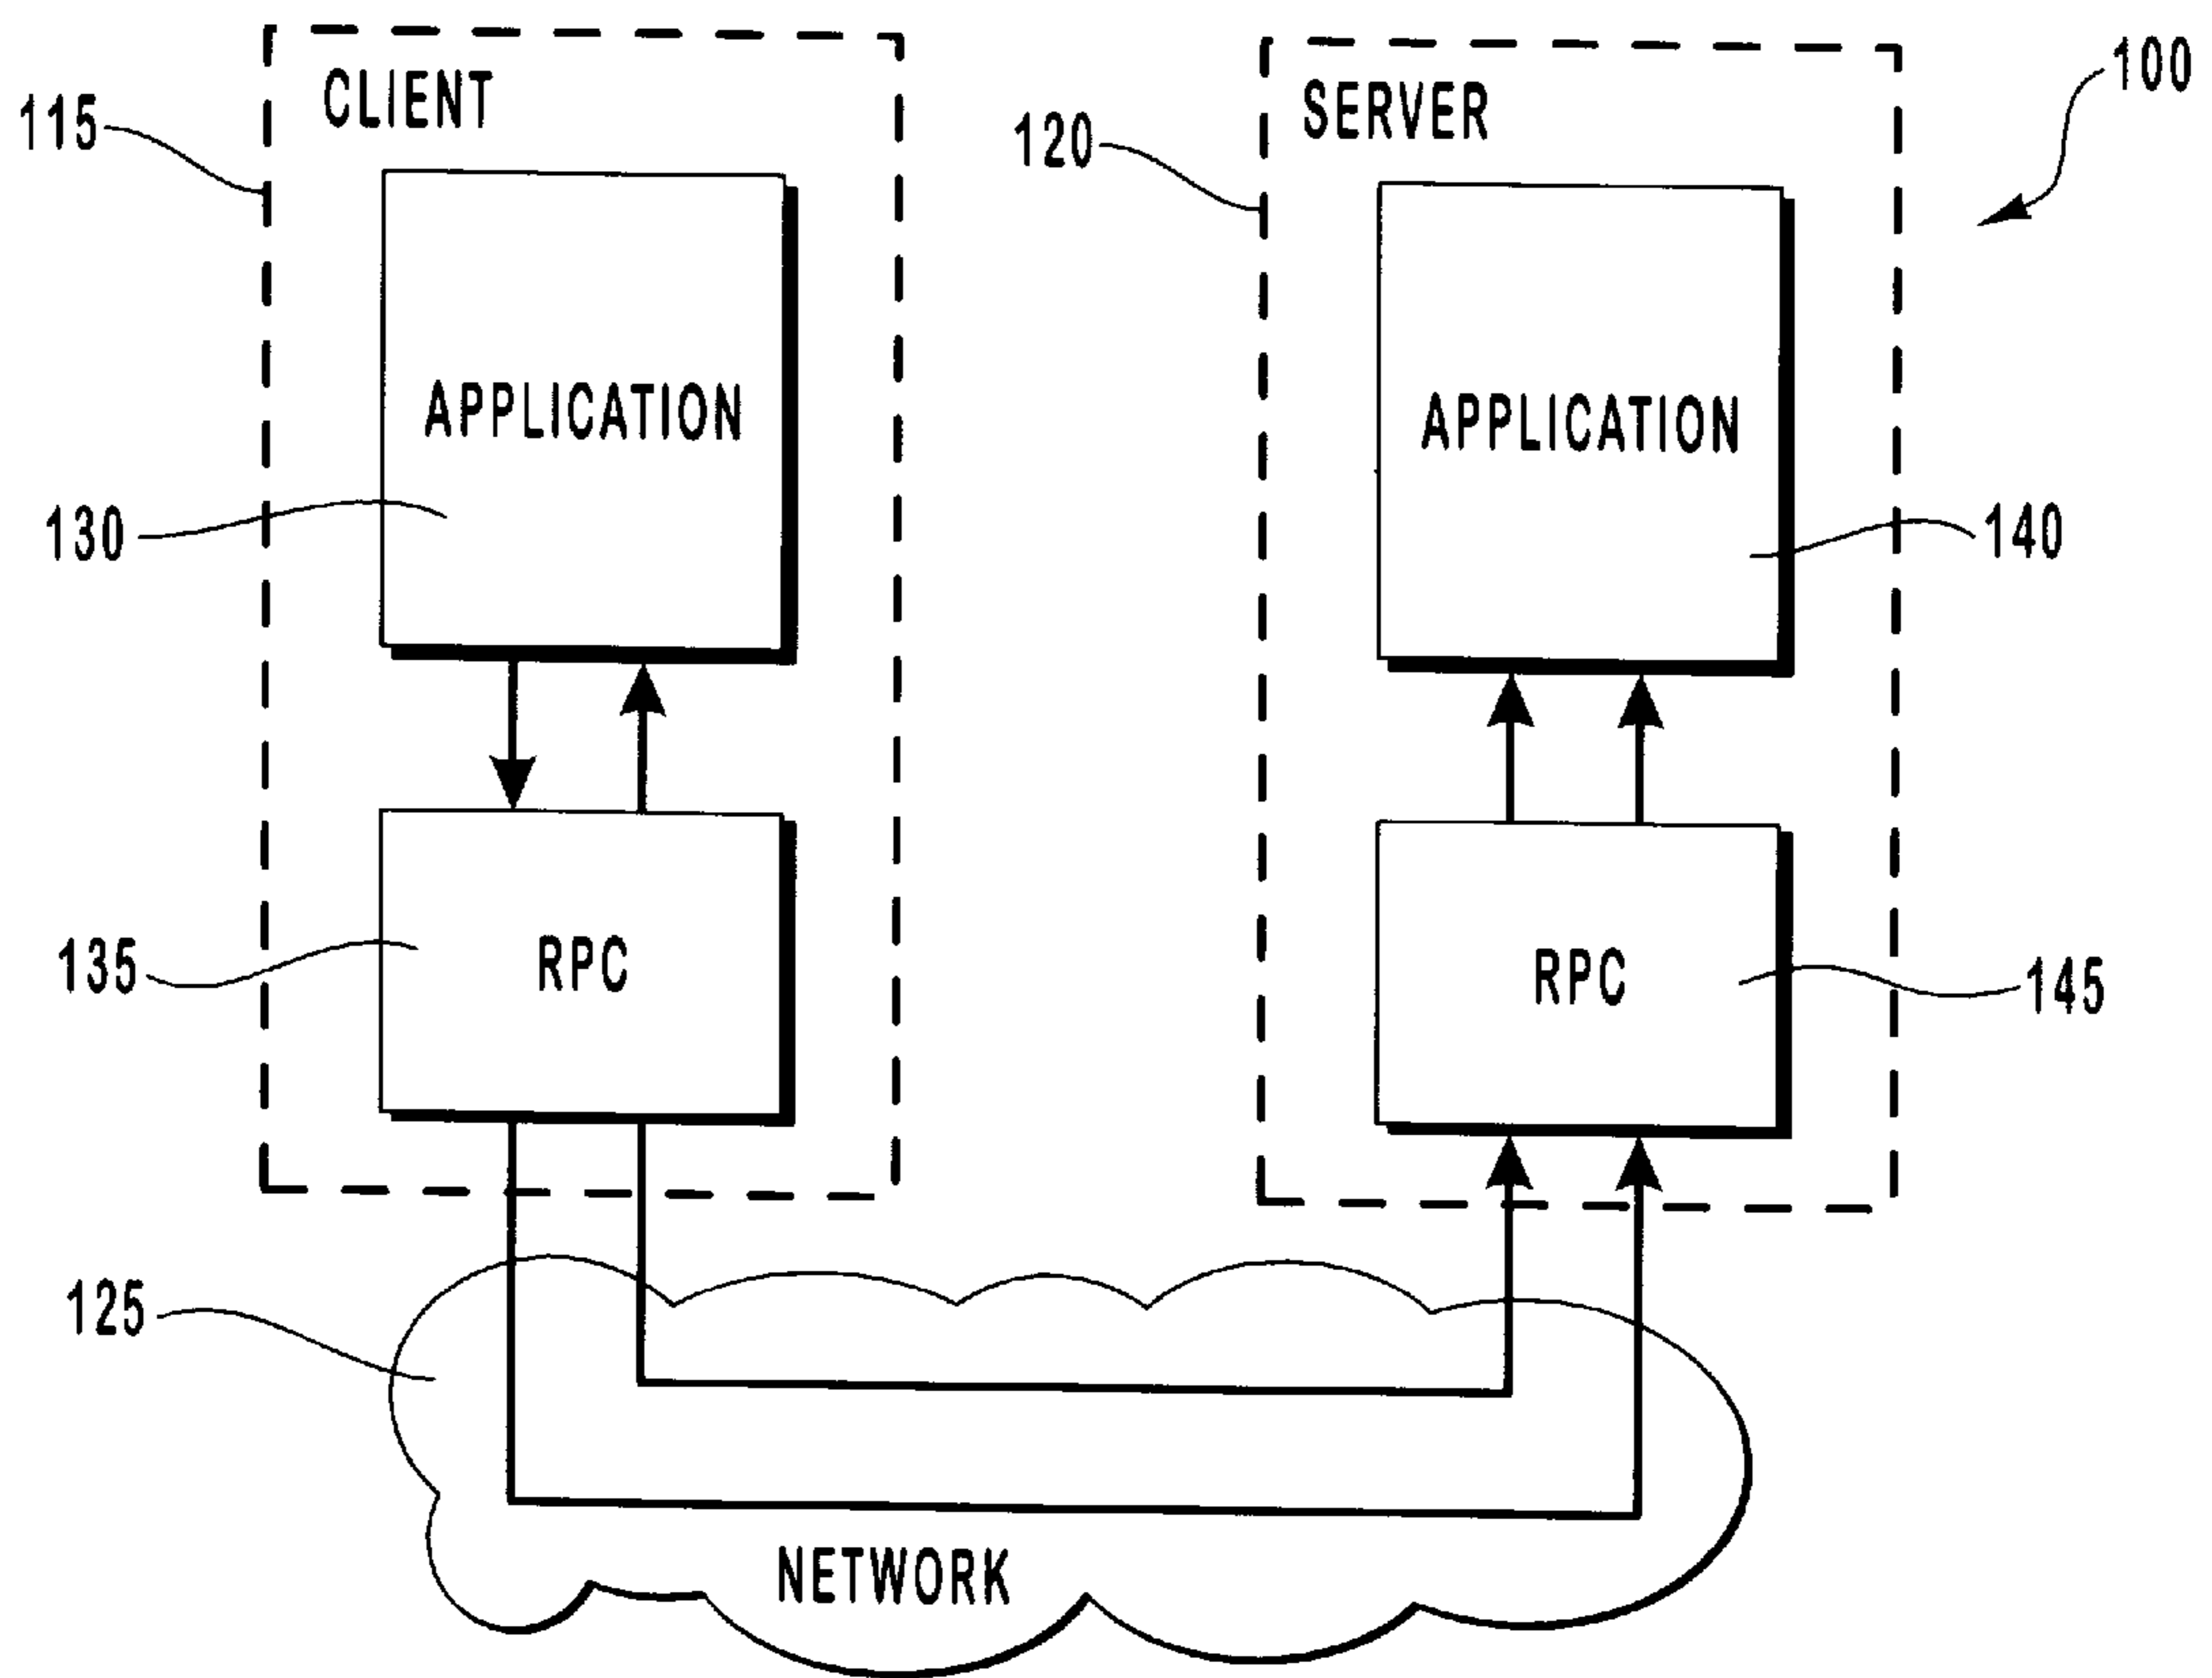 100
CLIENT
SERVER
115
120
APPLICATION
APPLICATION
130
140
RPC
RPC
135
145
125
NETWORK